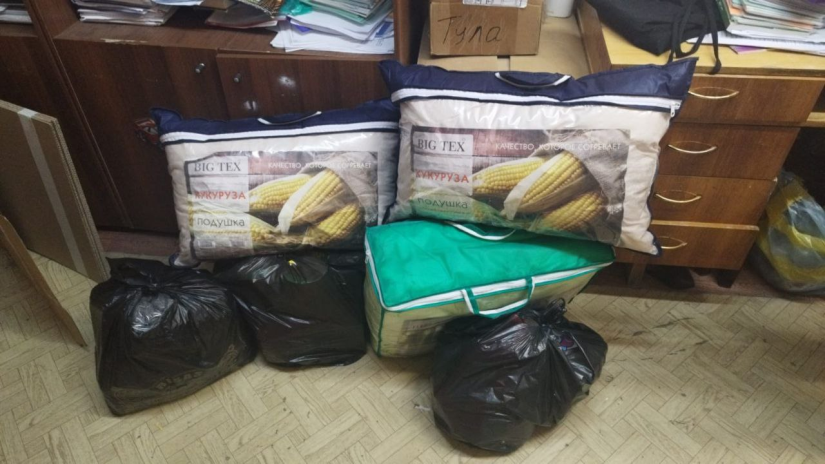 Тула
BIG TEX
КАЧЕСТВО, КОТОРОЕ СОГРЕВАЕТ
КУКУРУЗА
подушка
BIG TEX
КАЧЕСТВО, КОТОРОЕ СОГРЕВАЕТ
КУКУРУЗА
подушка